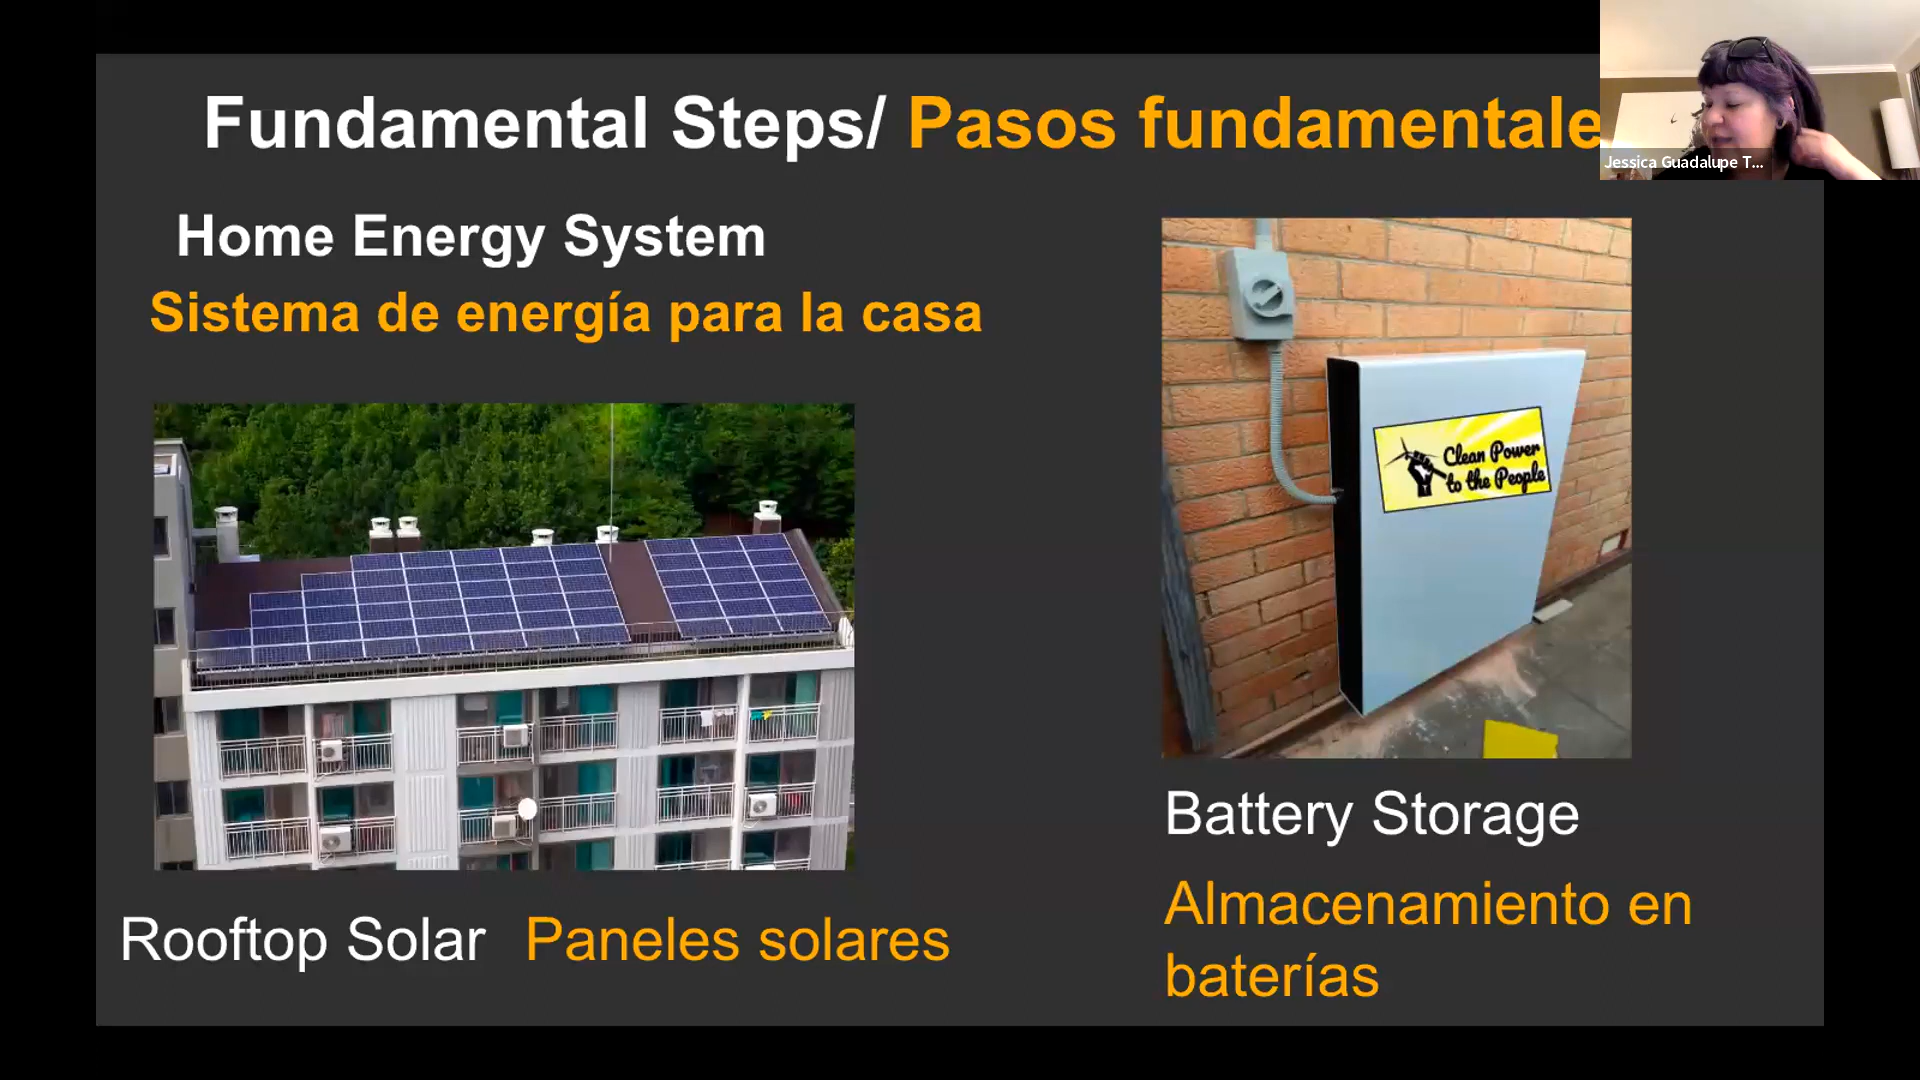 Fundamental Steps/ Pasos fundamentale
Jessica Guadalupe T...
Home Energy System
Sistema de energía para la casa
Clean Power
to the People
Rooftop Solar Paneles solares
Battery Storage
Almacenamiento en
baterías